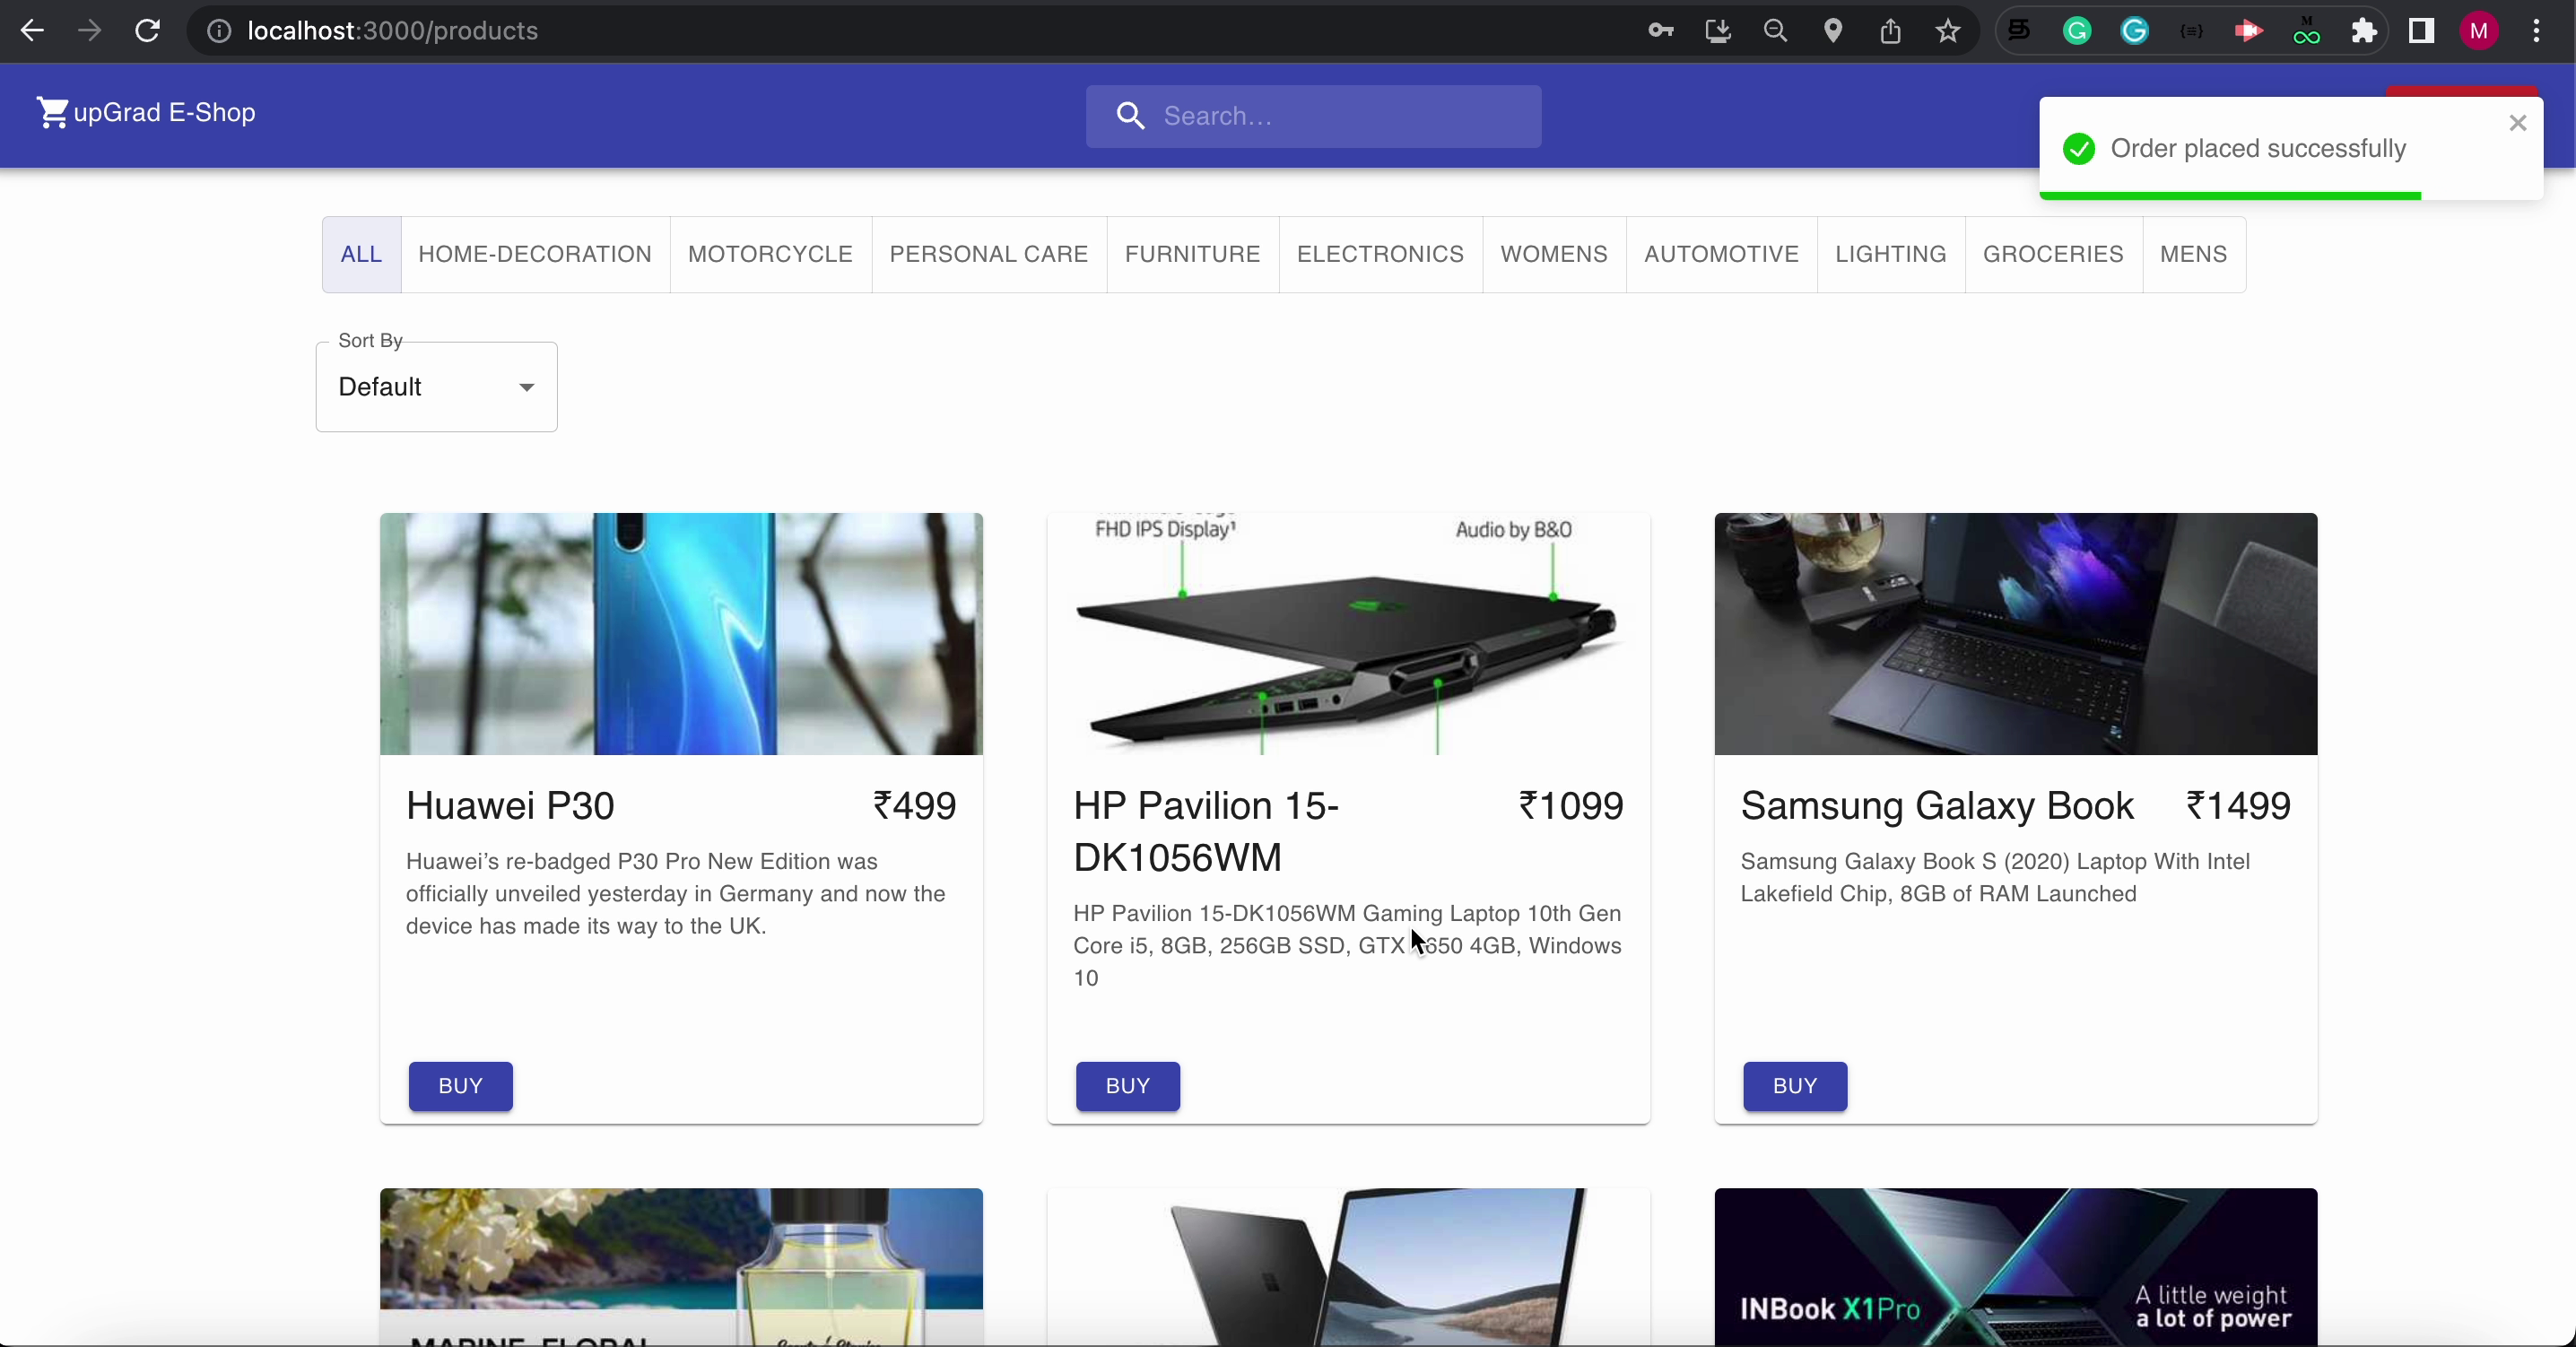 localhost:3000/products
M
M
upGrad E-Shop
Search...
Order placed successfully
ALL
HOME-DECORATION
MOTORCYCLE
PERSONAL CARE
FURNITURE
ELECTRONICS
WOMENS
AUTOMOTIVE
LIGHTING
GROCERIES
MENS
Sort By
Default
FHD IPS Display¹
Audio by B&O
Huawei P30
₹499
Huawei’s re-badged P30 Pro New Edition was
officially unveiled yesterday in Germany and now the
device has made its way to the UK.
BUY
HP Pavilion 15-
DK1056WM
₹1099
HP Pavilion 15-DK1056WM Gaming Laptop 10th Gen
Core i5, 8GB, 256GB SSD, GTX 650 4GB, Windows
10
BUY
Samsung Galaxy Book
₹1499
Samsung Galaxy Book S (2020) Laptop With Intel
Lakefield Chip, 8GB of RAM Launched
BUY
INBook X1Pro
A little weight
a lot of power